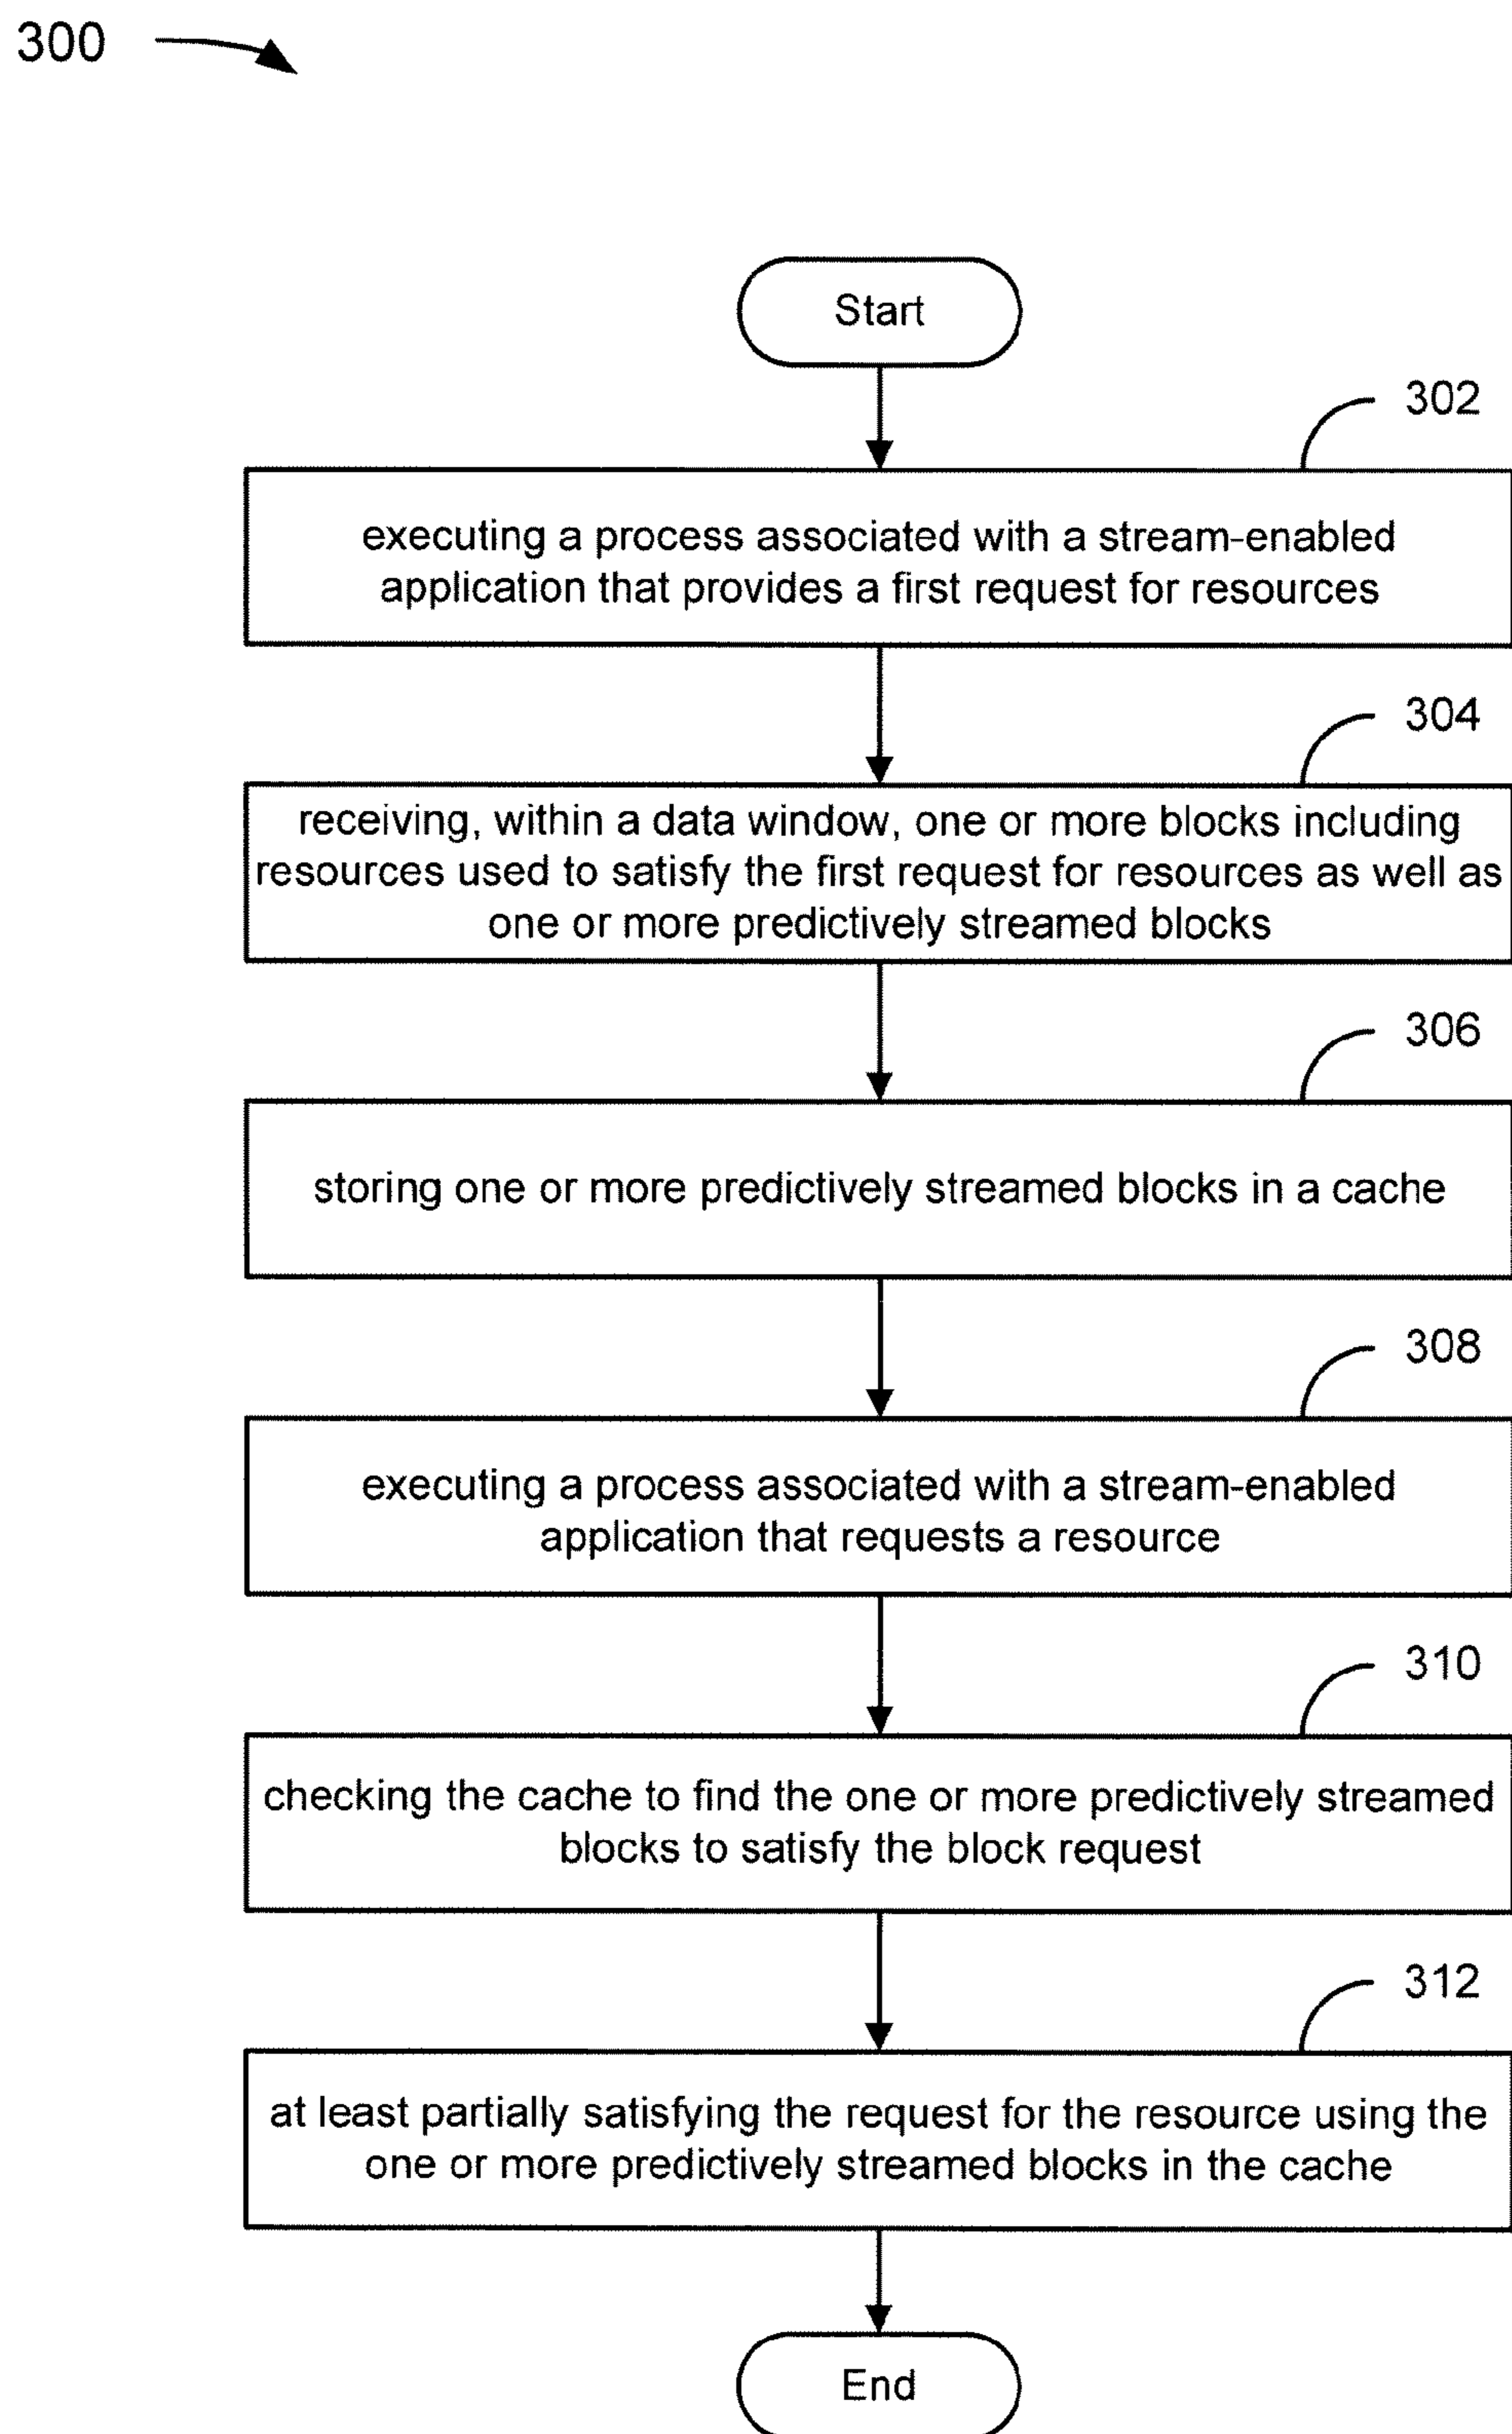 300
Start
302
executing a process associated with a stream-enabled
application that provides a first request for resources
304
receiving, within a data window, one or more blocks including
resources used to satisfy the first request for resources as well as
one or more predictively streamed blocks
306
storing one or more predictively streamed blocks in a cache
308
executing a process associated with a stream-enabled
application that requests a resource
310
checking the cache to find the one or more predictively streamed
blocks to satisfy the block request
312
at least partially satisfying the request for the resource using the
one or more predictively streamed blocks in the cache
End